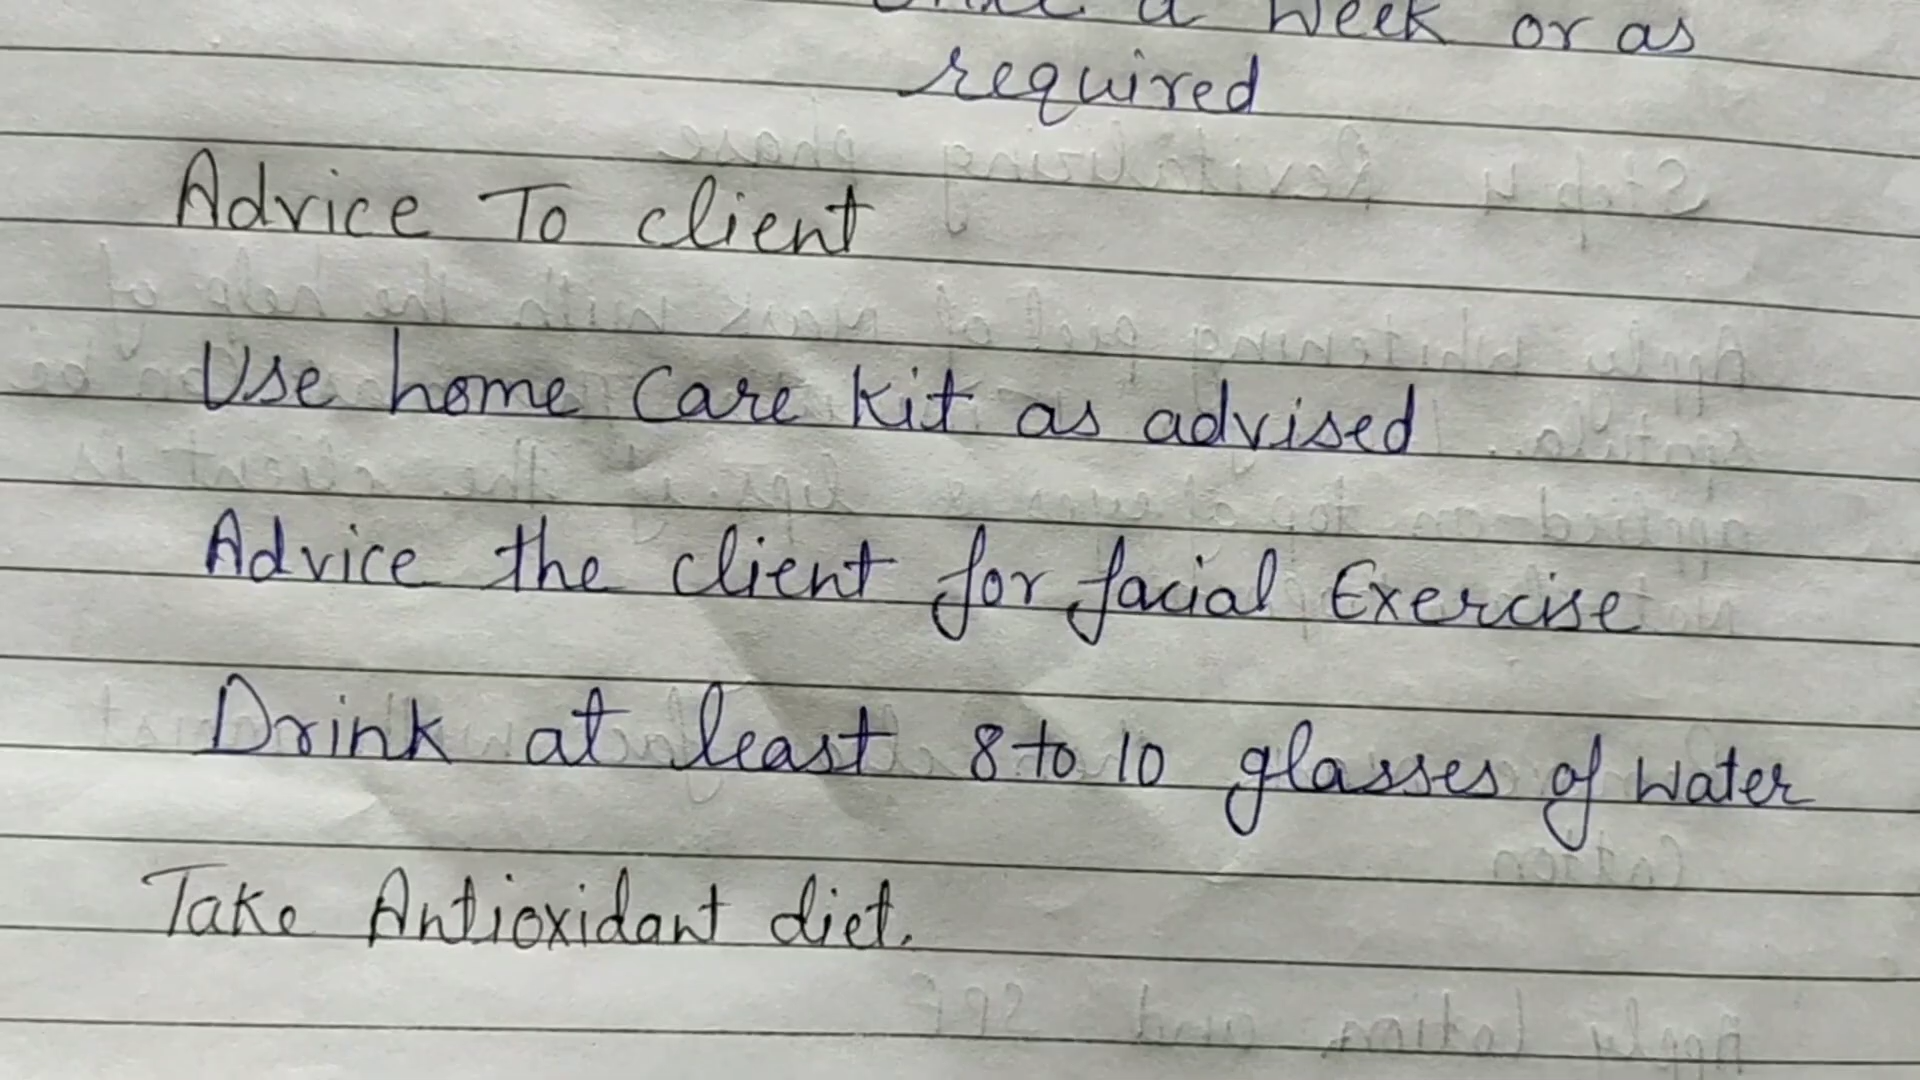 a week or as
required
Advice To client
Use home care kit as advised
Advice the client for facial Exercise
Drink at least 8 to 10 glasses of water
Take Antioxidant diet.